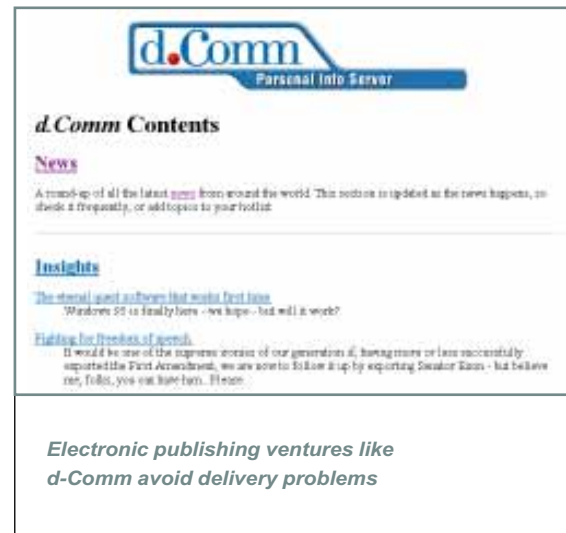 d.Comm
Personal Info Server
d.Comm Contents
News
A round-up of all the latest news from around the world. This section is updated as the news happens, so
check it frequently, or add topics to your hotlist
Insights
The eternal quest software that works first time
Windows 95 is finally here - we hope - but will it work?
Fighting for freedom of speech
It would be one of the supreme ironies of our generation if, having more or less successfully
exported the First Amendment, we are now to follow it up by exporting Senator Exon - but believe
me, folks, you can have him. Please
Electronic publishing ventures like
d-Comm avoid delivery problems